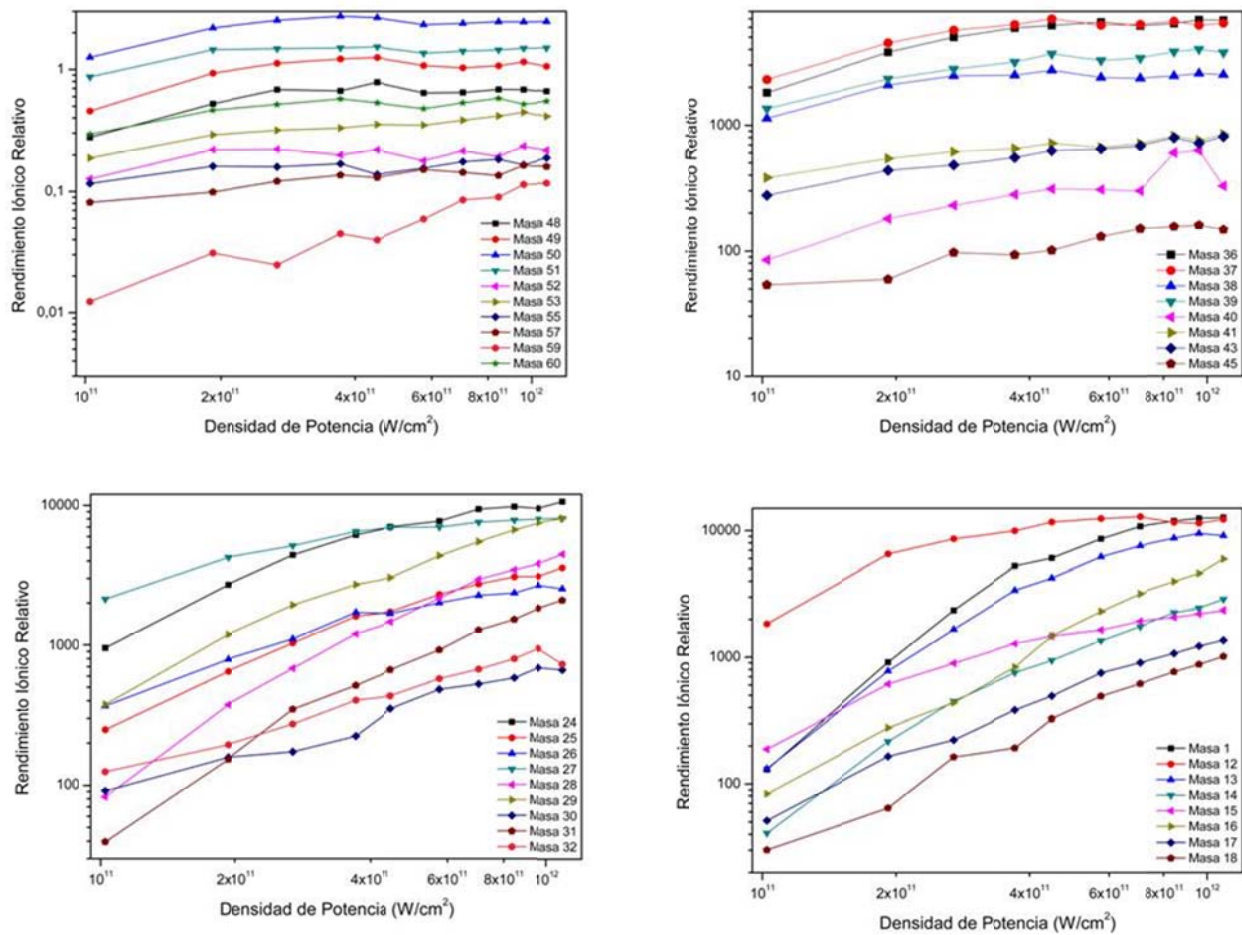 Rendimiento Iónico Relativo
1
0,1
0,01
Masa 48
Masa 49
Masa 50
Masa 51
Masa 52
Masa 53
Masa 55
Masa 57
Masa 59
Masa 60
10¹¹ 2x10¹¹ 4x10¹¹ 6x10¹¹ 8x10¹¹ 10¹²
Densidad de Potencia (W/cm²)
Rendimiento Iónico Relativo
1000
100
10
Masa 36
Masa 37
Masa 38
Masa 39
Masa 40
Masa 41
Masa 43
Masa 45
10¹¹ 2x10¹¹ 4x10¹¹ 6x10¹¹ 8x10¹¹ 10¹²
Densidad de Potencia (W/cm²)
Rendimiento Iónico Relativo
10000
1000
100
Masa 24
Masa 25
Masa 26
Masa 27
Masa 28
Masa 29
Masa 30
Masa 31
Masa 32
10¹¹ 2x10¹¹ 4x10¹¹ 6x10¹¹ 8x10¹¹ 10¹²
Densidad de Potencia (W/cm²)
Rendimiento Iónico Relativo
10000
1000
100
Masa 1
Masa 12
Masa 13
Masa 14
Masa 15
Masa 16
Masa 17
Masa 18
10¹¹ 2x10¹¹ 4x10¹¹ 6x10¹¹ 8x10¹¹ 10¹²
Densidad de Potencia (W/cm²)